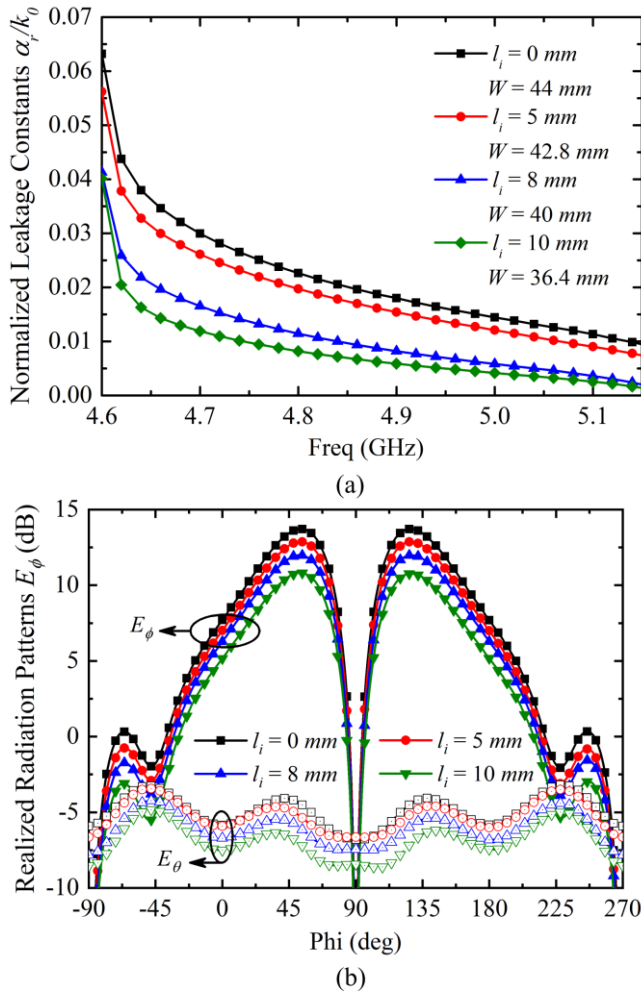 Normalized Leakage Constants α_r/k_0
0.07
0.06
0.05
0.04
0.03
0.02
0.01
0.00
l_i = 0 mm
W = 44 mm
l_i = 5 mm
W = 42.8 mm
l_i = 8 mm
W = 40 mm
l_i = 10 mm
W = 36.4 mm
4.6 4.7 4.8 4.9 5.0 5.1
Freq (GHz)
(a)
Realized Radiation Patterns E_ϕ (dB)
15
10
5
0
-5
-10
E_ϕ
l_i = 0 mm l_i = 5 mm
l_i = 8 mm l_i = 10 mm
E_θ
-90 -45 0 45 90 135 180 225 270
Phi (deg)
(b)